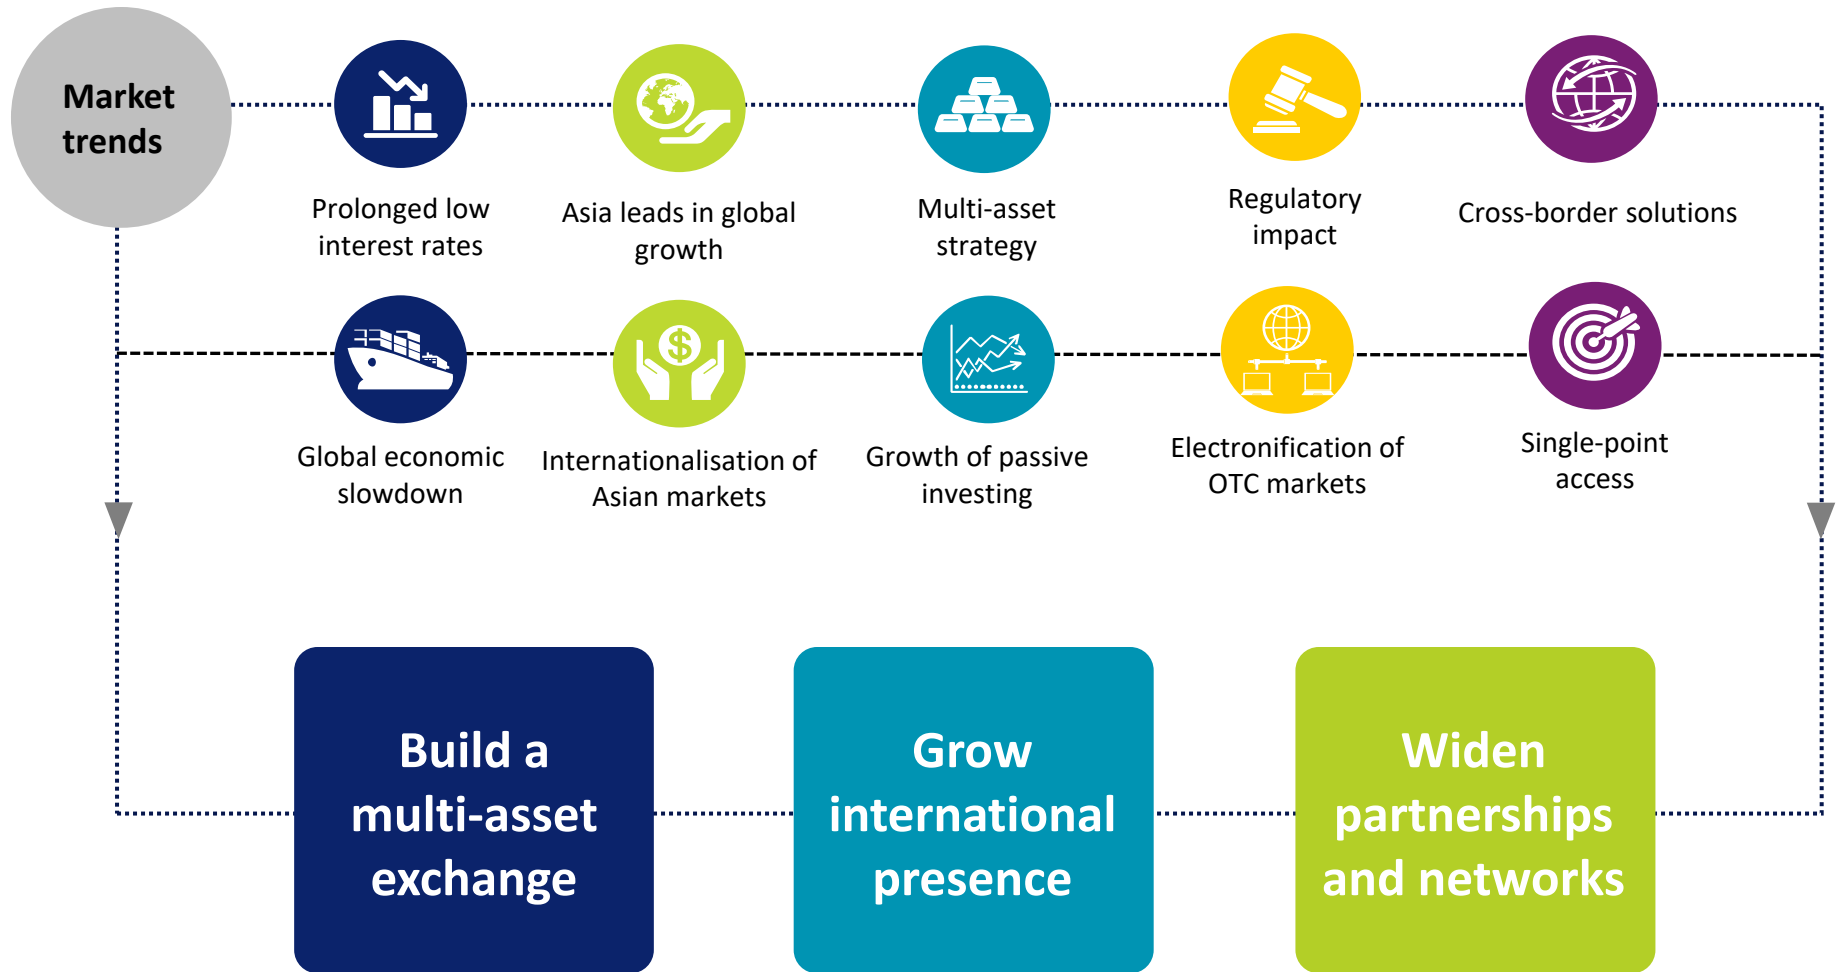 Market
trends
Prolonged low
interest rates
Asia leads in global
growth
Multi-asset
strategy
Regulatory
impact
Cross-border solutions
Global economic
slowdown
Internationalisation of
Asian markets
Growth of passive
investing
Electronification of
OTC markets
Single-point
access
Build a
multi-asset
exchange
Grow
international
presence
Widen
partnerships
and networks